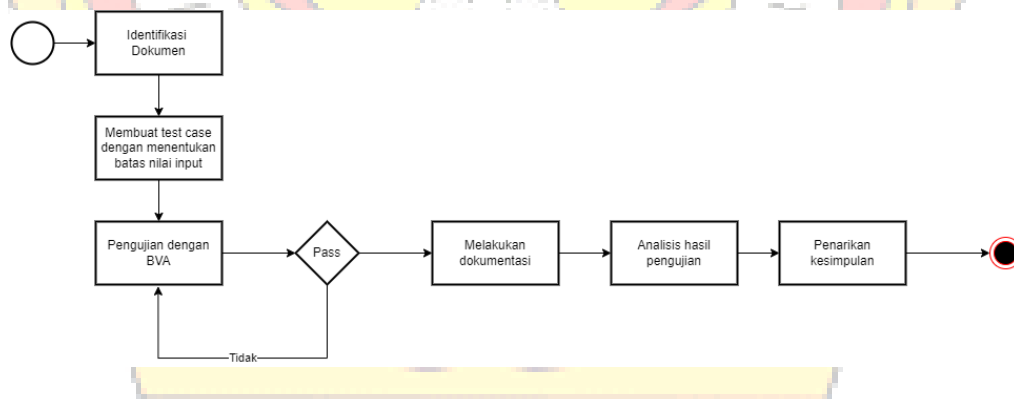 Identifikasi
Dokumen
Membuat test case
dengan menentukan
batas nilai input
Pengujian dengan
BVA
Pass
Melakukan
dokumentasi
Analisis hasil
pengujian
Penarikan
kesimpulan
Tidak